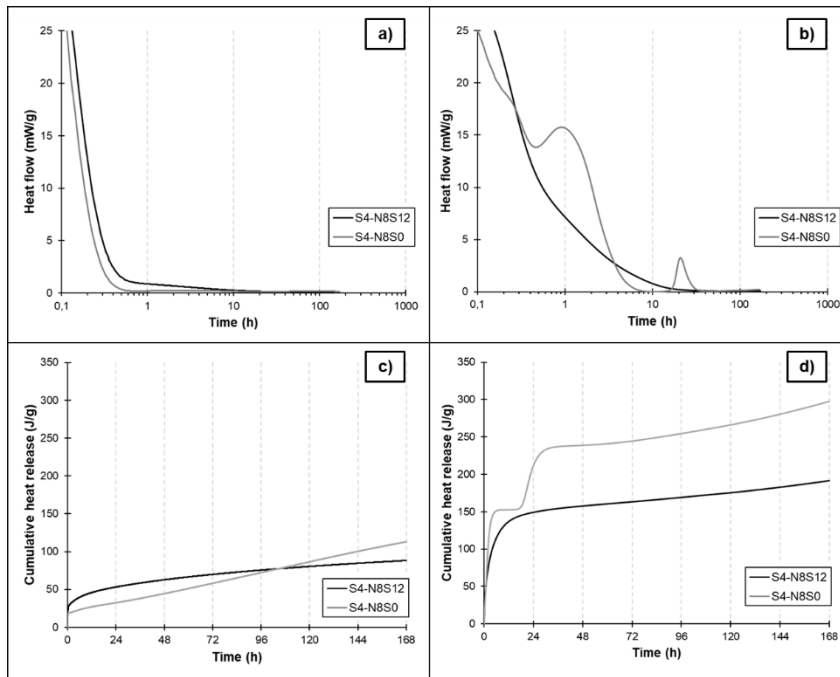 a)
Heat flow (mW/g)
25
20
15
10
5
0
0,1 1 10 100 1000
Time (h)
S4-N8S12
S4-N8S0
b)
Heat flow (mW/g)
25
20
15
10
5
0
0,1 1 10 100 1000
Time (h)
S4-N8S12
S4-N8S0
c)
Cumulative heat release (J/g)
350
300
250
200
150
100
50
0
0 24 48 72 96 120 144 168
Time (h)
S4-N8S12
S4-N8S0
d)
Cumulative heat release (J/g)
350
300
250
200
150
100
50
0
0 24 48 72 96 120 144 168
Time (h)
S4-N8S12
S4-N8S0